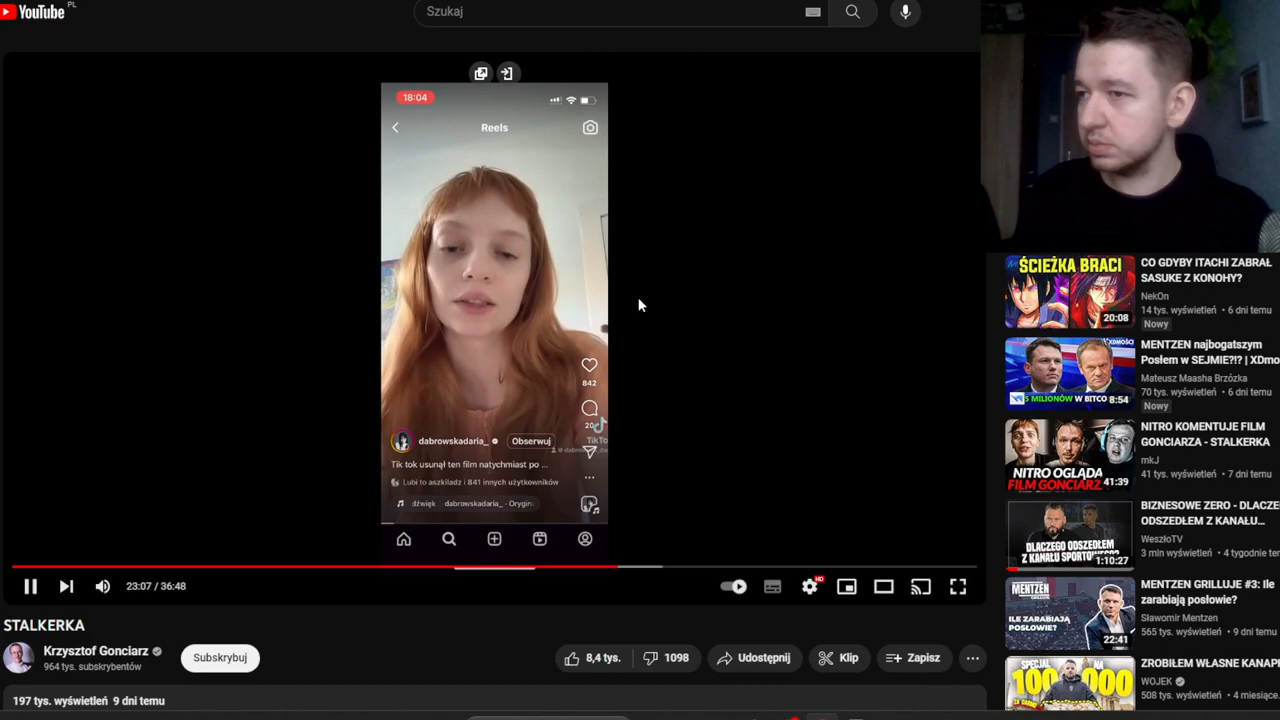 YouTube PL
Szukaj
18:04
Reels
842
TikTo
dabrowskadaria_
Obserwuj
Tik tok usunął ten film natychmiast po ...
Lubi to aszkiladz i 841 innych użytkowników
dźwięk dabrowskadaria_ · Orygin
23:07 / 36:48
HD
STALKERKA
Krzysztof Gonciarz
964 tys. subskrybentów
Subskrybuj
8,4 tys.
1098
Udostępnij
Klip
Zapisz
197 tys. wyświetleń 9 dni temu
ŚCIEŻKA BRACI
20:08
CO GDYBY ITACHI ZABRAŁ
SASUKE Z KONOHY?
NekOn
14 tys. wyświetleń • 6 dni temu
Nowy
XDMOŚCI
5 MILIONÓW W BITCO
8:54
MENTZEN najbogatszym
Posłem w SEJMIE?!? | XDmo
Mateusz Maasha Brzózka
70 tys. wyświetleń • 6 dni temu
Nowy
NITRO OGLĄDA
FILM GONCIARZA
41:39
NITRO KOMENTUJE FILM
GONCIARZA - STALKERKA
mkJ
41 tys. wyświetleń • 7 dni temu
DLACZEGO ODSZEDŁEM
Z KANAŁU SPORTOWEGO?
1:10:27
BIZNESOWE ZERO - DLACZE
ODSZEDŁEM Z KANAŁU...
WeszłoTV
3 mln wyświetleń • 4 tygodnie te
MENTZEN
GRILLUJE
ILE ZARABIAJĄ
POSŁOWIE?
22:41
MENTZEN GRILLUJE #3: Ile
zarabiają posłowie?
Sławomir Mentzen
565 tys. wyświetleń • 9 dni temu
SPECJAL NA
100 000
ZROBIŁEM WŁASNE KANAP
WOJEK
508 tys. wyświetleń • 4 miesiące